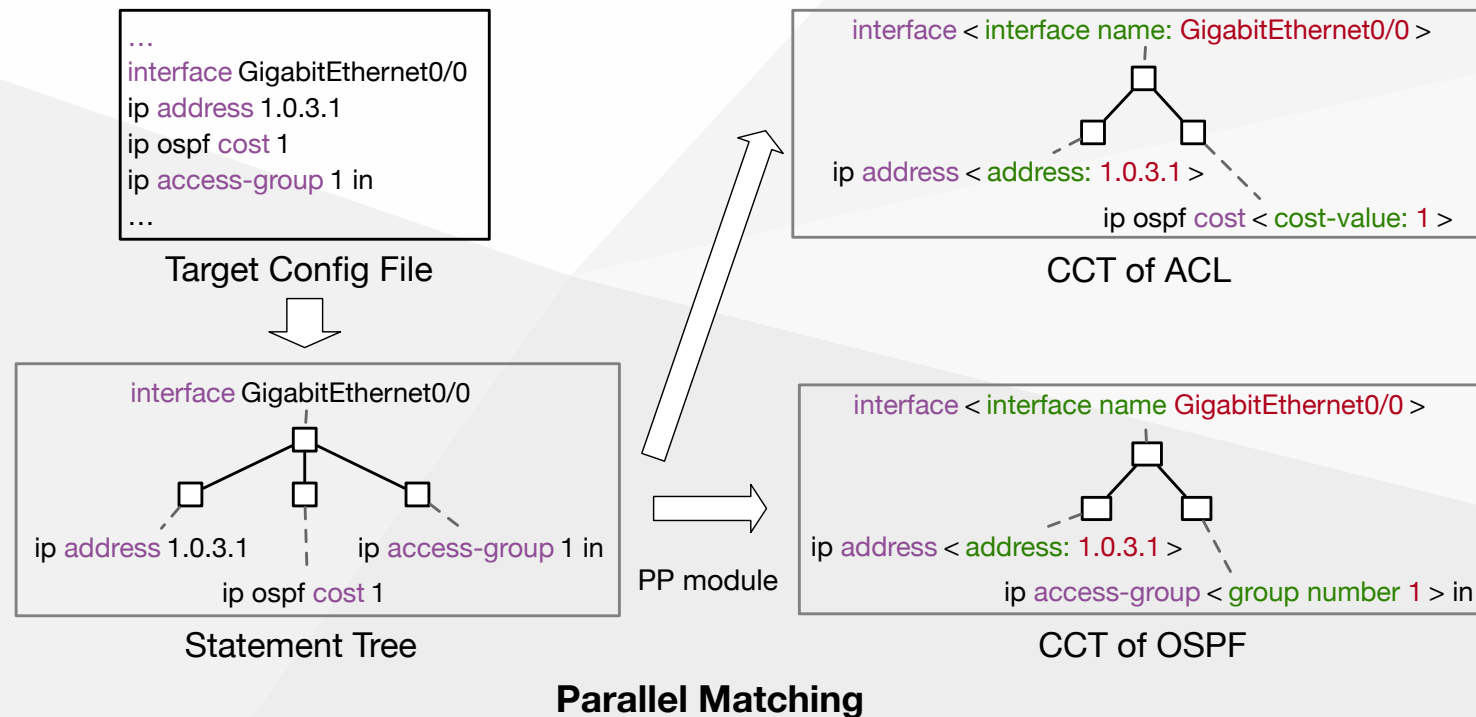 …
interface GigabitEthernet0/0
ip address 1.0.3.1
ip ospf cost 1
ip access-group 1 in
…
Target Config File
interface GigabitEthernet0/0
ip address 1.0.3.1
ip access-group 1 in
ip ospf cost 1
Statement Tree
PP module
interface < interface name: GigabitEthernet0/0 >
ip address < address: 1.0.3.1 >
ip ospf cost < cost-value: 1 >
CCT of ACL
interface < interface name GigabitEthernet0/0 >
ip address < address: 1.0.3.1 >
ip access-group < group number 1 > in
CCT of OSPF
Parallel Matching